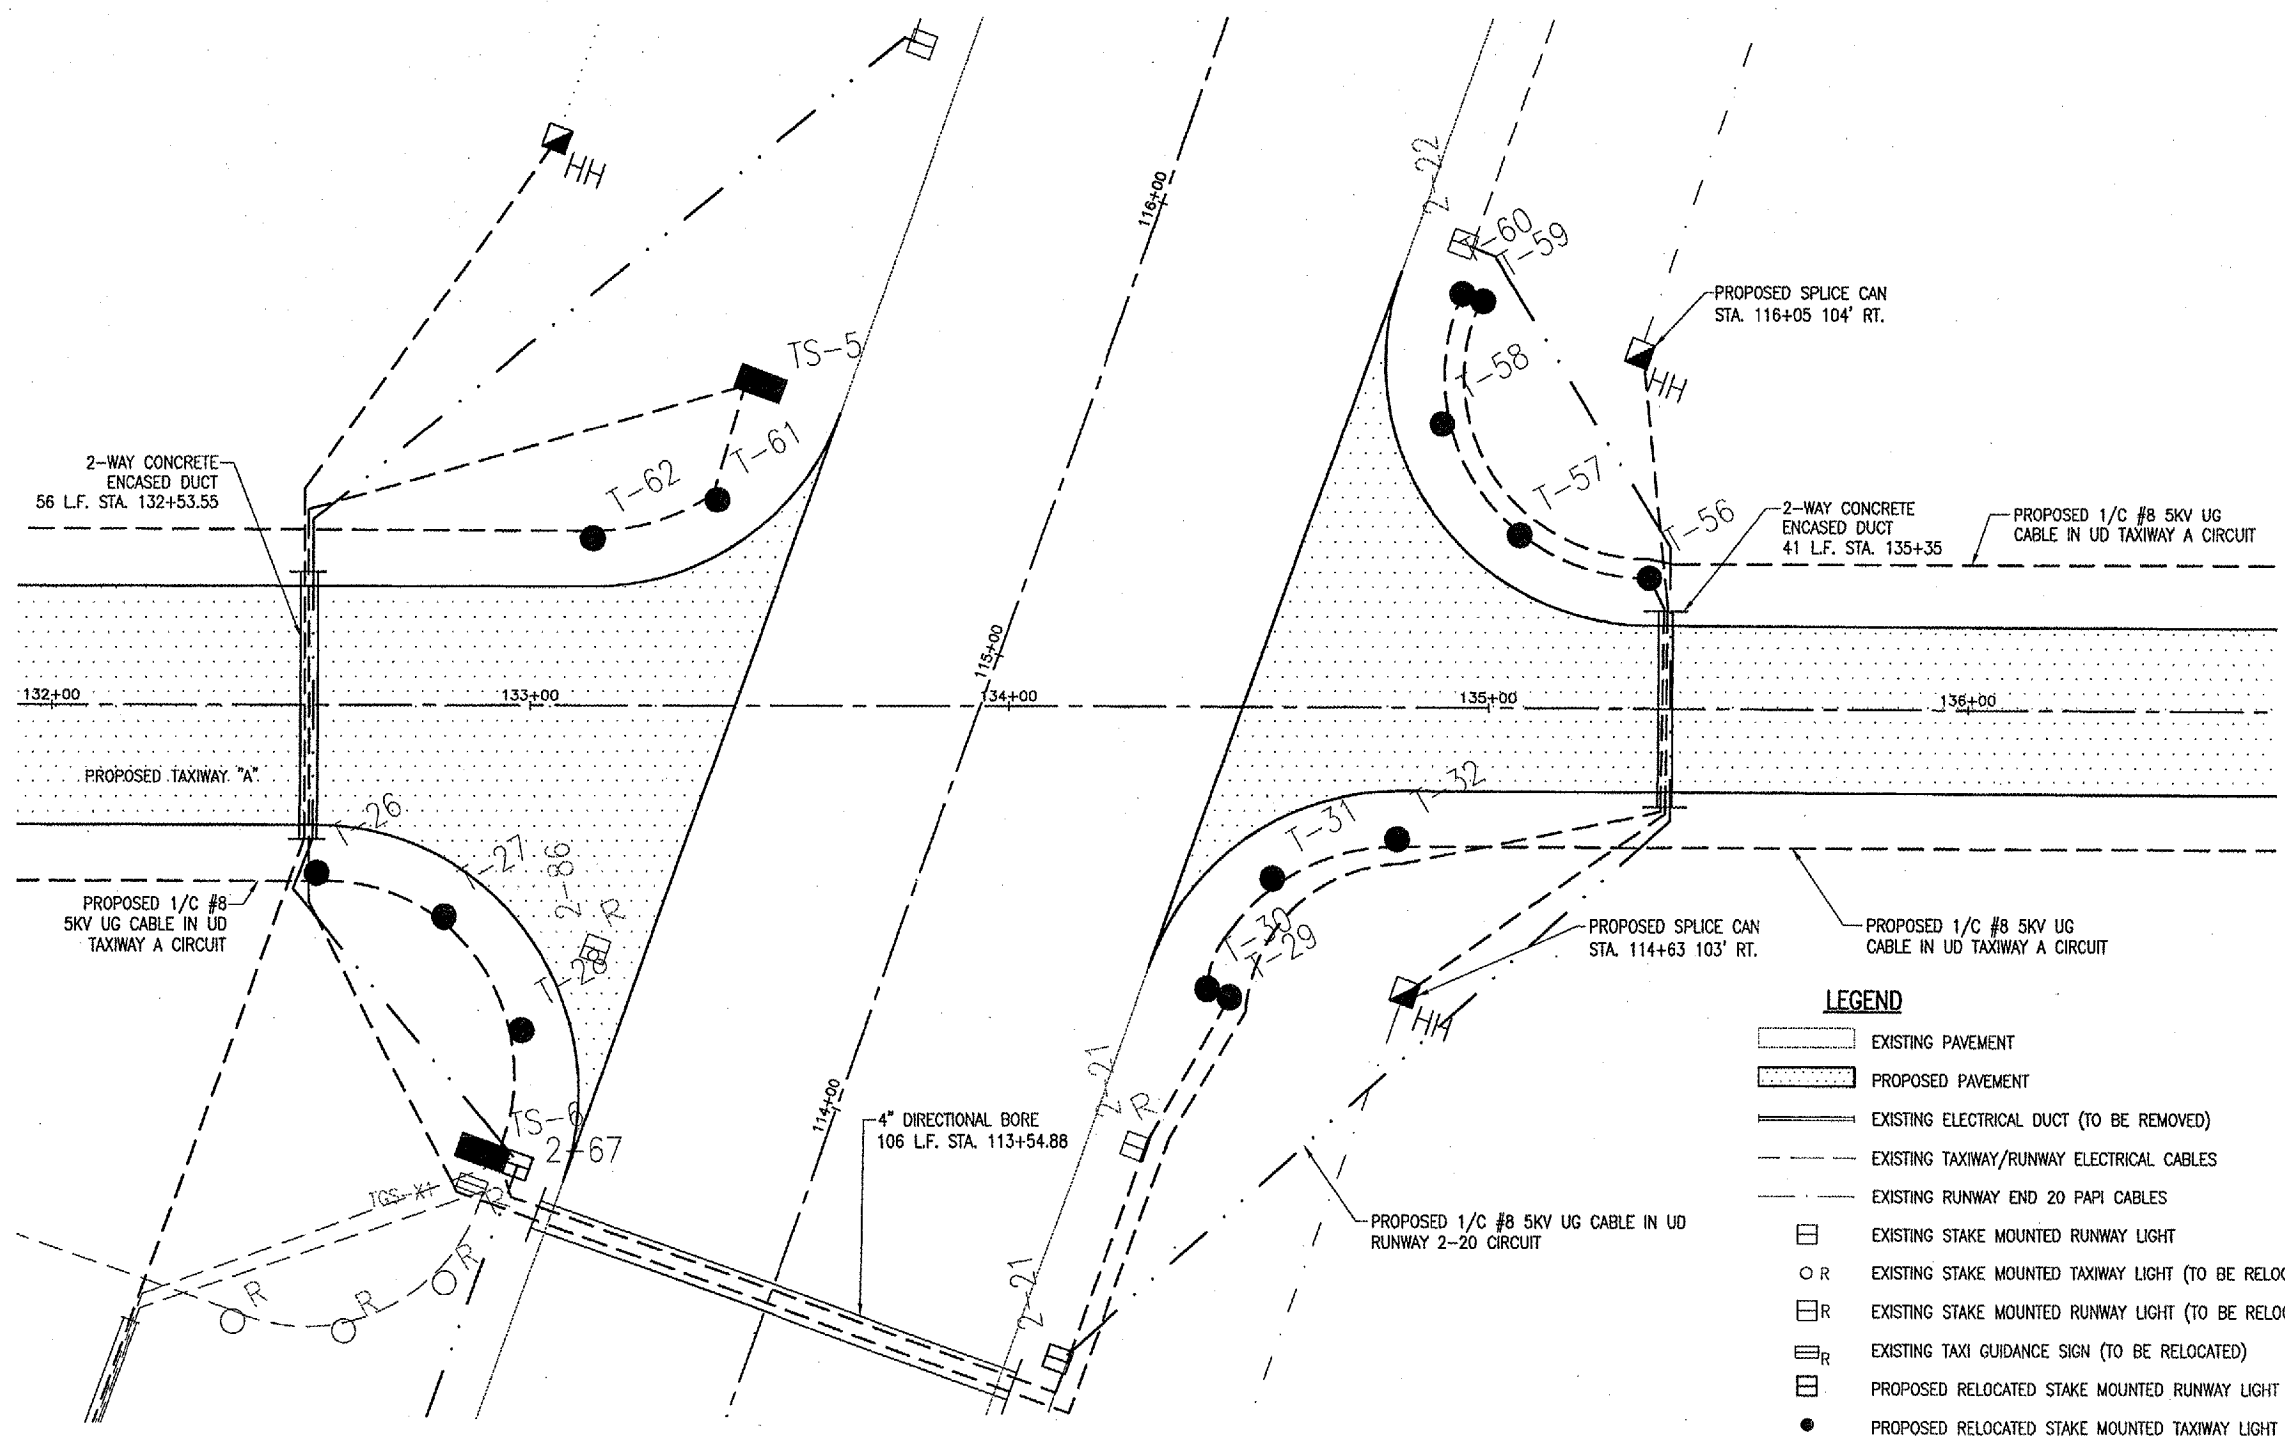 HH
2-22
116+00
T-60
T-59
PROPOSED SPLICE CAN
STA. 116+05 104' RT.
TS-5
T-58
HH
T-61
T-62
2-WAY CONCRETE
ENCASED DUCT
56 L.F. STA. 132+53.55
T-57
T-56
2-WAY CONCRETE
ENCASED DUCT
41 L.F. STA. 135+35
PROPOSED 1/C #8 5KV UG
CABLE IN UD TAXIWAY A CIRCUIT
115+00
132+00
133+00
134+00
135+00
136+00
PROPOSED TAXIWAY "A"
T-26
T-27
2-86
R
T-28
T-32
T-31
T-30
T-29
PROPOSED 1/C #8
5KV UG CABLE IN UD
TAXIWAY A CIRCUIT
PROPOSED SPLICE CAN
STA. 114+63 103' RT.
PROPOSED 1/C #8 5KV UG
CABLE IN UD TAXIWAY A CIRCUIT
HH
2-21
R
114+00
4" DIRECTIONAL BORE
106 L.F. STA. 113+54.88
TS-6
2-67
TGS-X1
R
R
R
R
2-21
PROPOSED 1/C #8 5KV UG CABLE IN UD
RUNWAY 2-20 CIRCUIT
LEGEND
EXISTING PAVEMENT
PROPOSED PAVEMENT
EXISTING ELECTRICAL DUCT (TO BE REMOVED)
EXISTING TAXIWAY/RUNWAY ELECTRICAL CABLES
EXISTING RUNWAY END 20 PAPI CABLES
EXISTING STAKE MOUNTED RUNWAY LIGHT
R EXISTING STAKE MOUNTED TAXIWAY LIGHT (TO BE RELOC
R EXISTING STAKE MOUNTED RUNWAY LIGHT (TO BE RELOC
R EXISTING TAXI GUIDANCE SIGN (TO BE RELOCATED)
PROPOSED RELOCATED STAKE MOUNTED RUNWAY LIGHT
PROPOSED RELOCATED STAKE MOUNTED TAXIWAY LIGHT